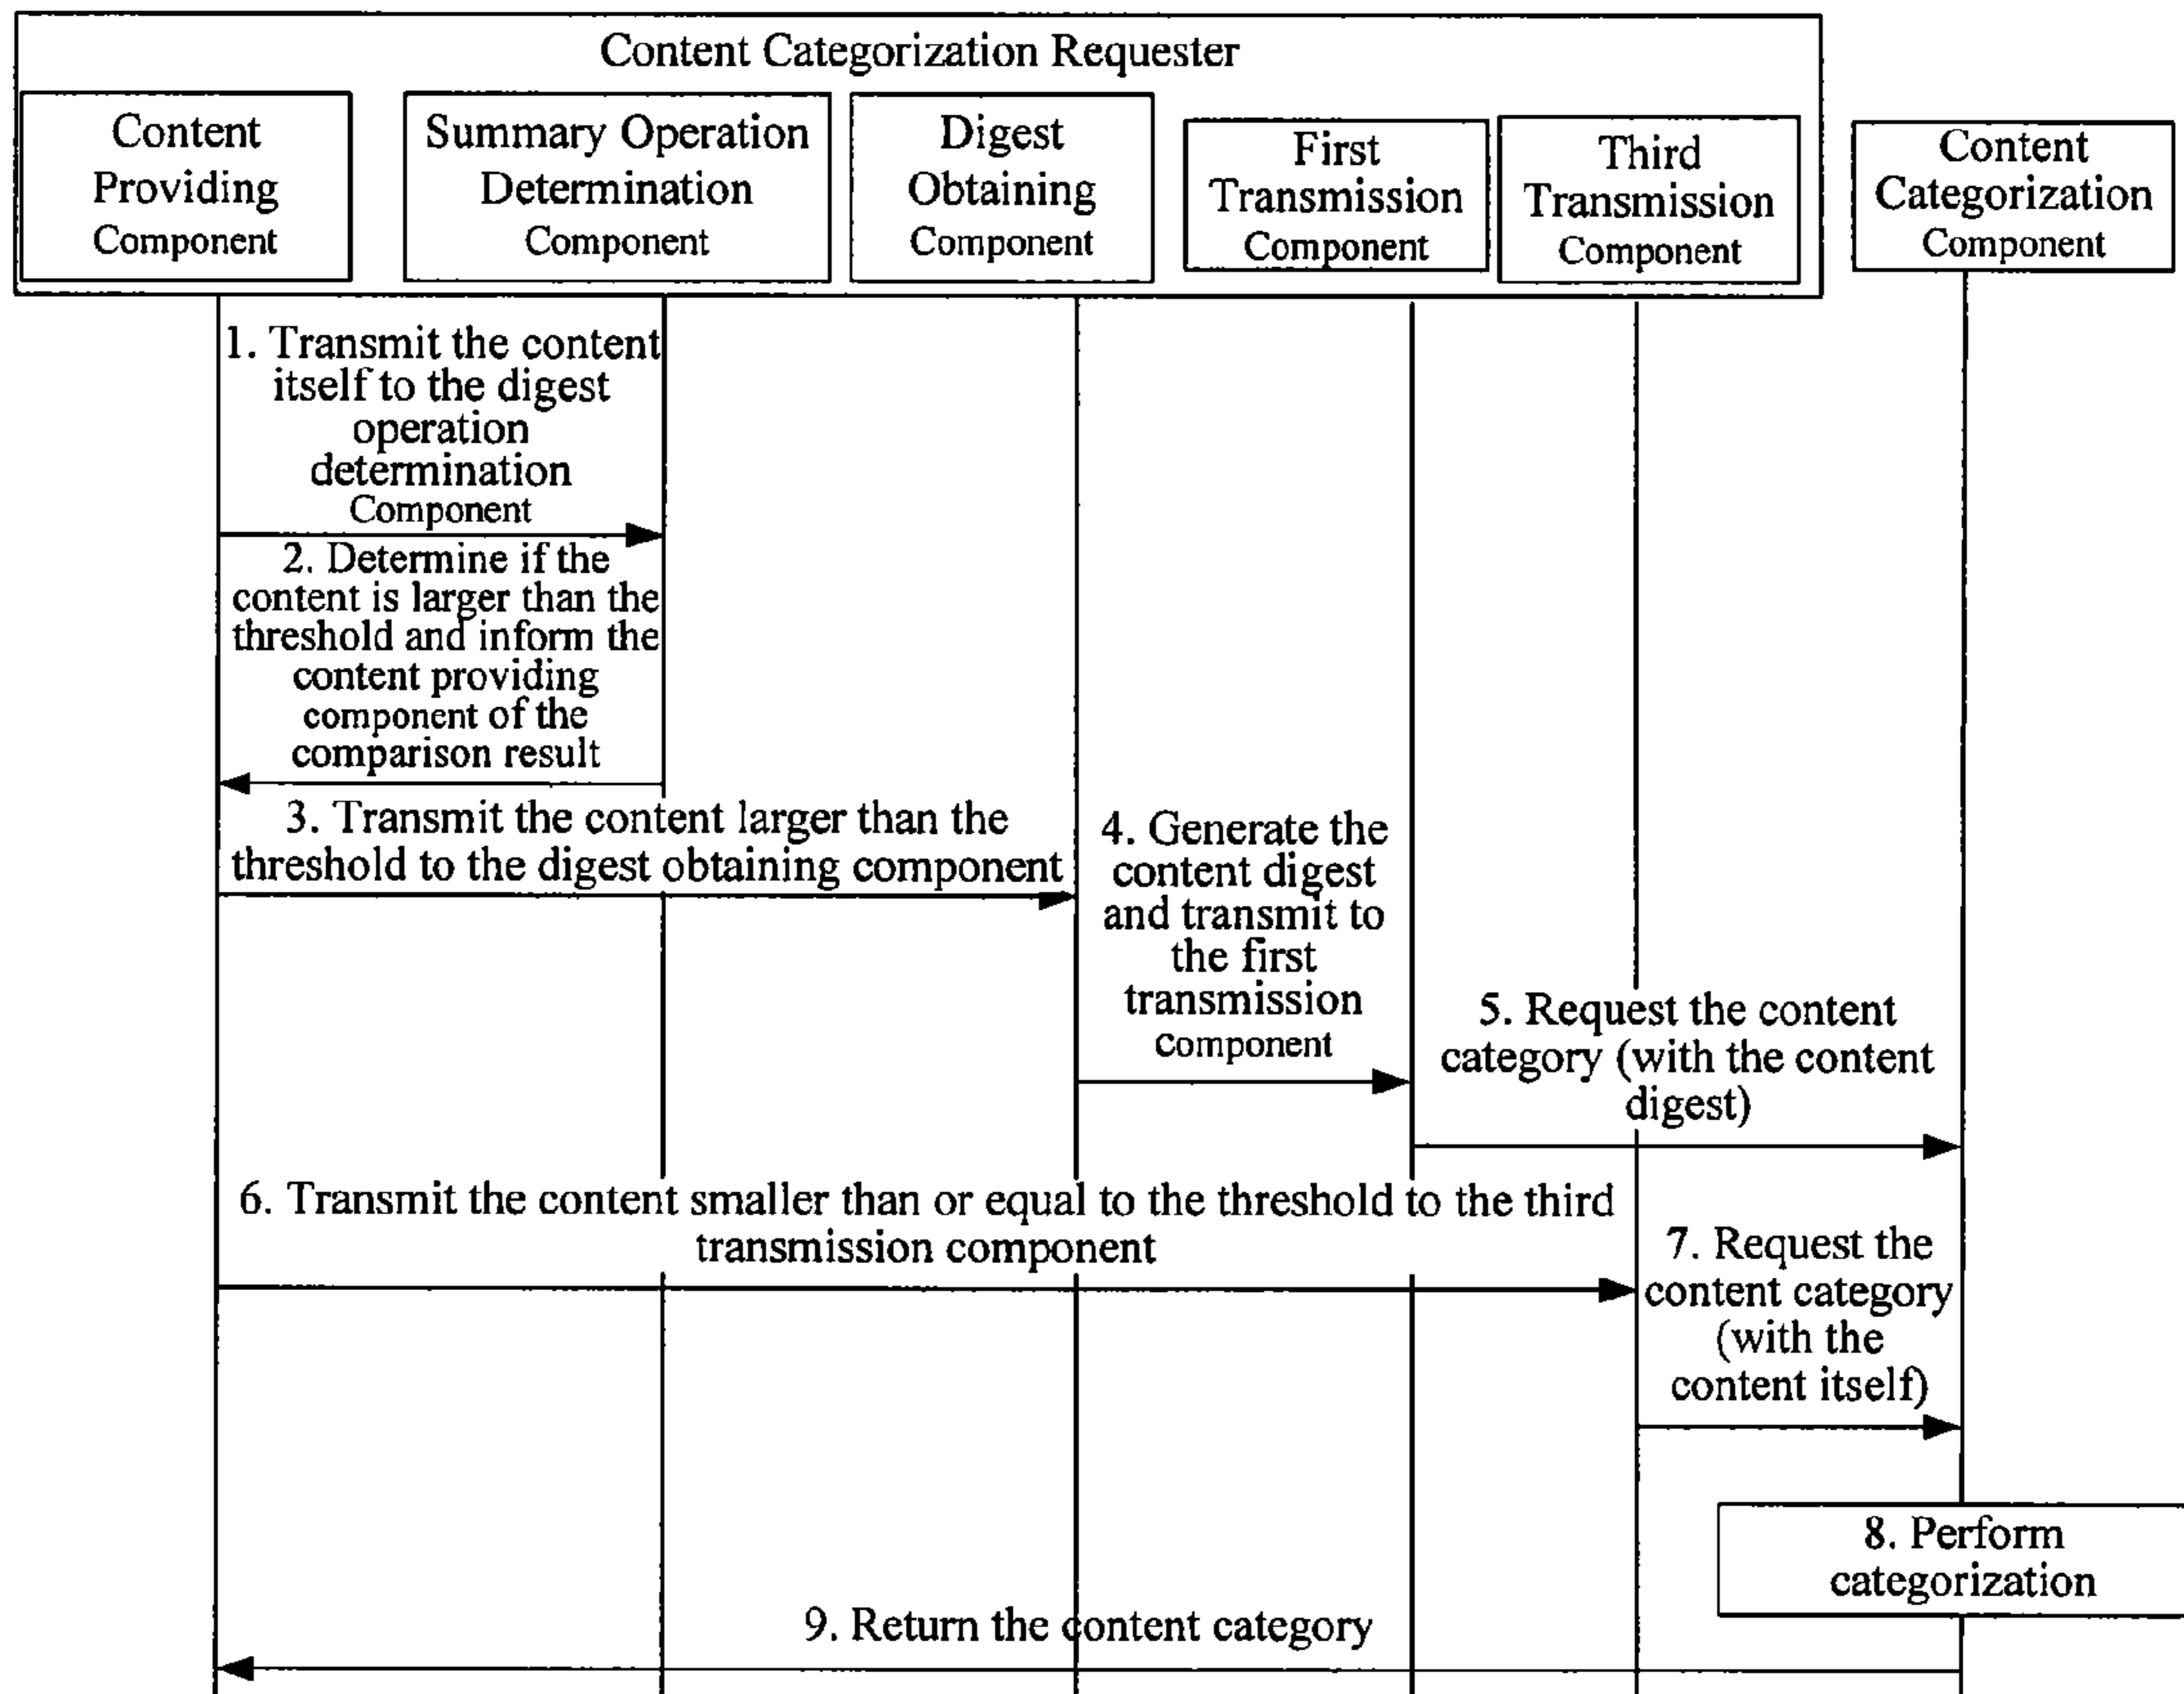 Content Categorization Requester
Content
Providing
Component
Summary Operation
Determination
Component
Digest
Obtaining
Component
First
Transmission
Component
Third
Transmission
Component
Content
Categorization
Component
1. Transmit the content
itself to the digest
operation
determination
Component
2. Determine if the
content is larger than the
threshold and inform the
content providing
component of the
comparison result
3. Transmit the content larger than the
threshold to the digest obtaining component
4. Generate the
content digest
and transmit to
the first
transmission
component
5. Request the content
category (with the content
digest)
6. Transmit the content smaller than or equal to the threshold to the third
transmission component
7. Request the
content category
(with the
content itself)
8. Perform
categorization
9. Return the content category